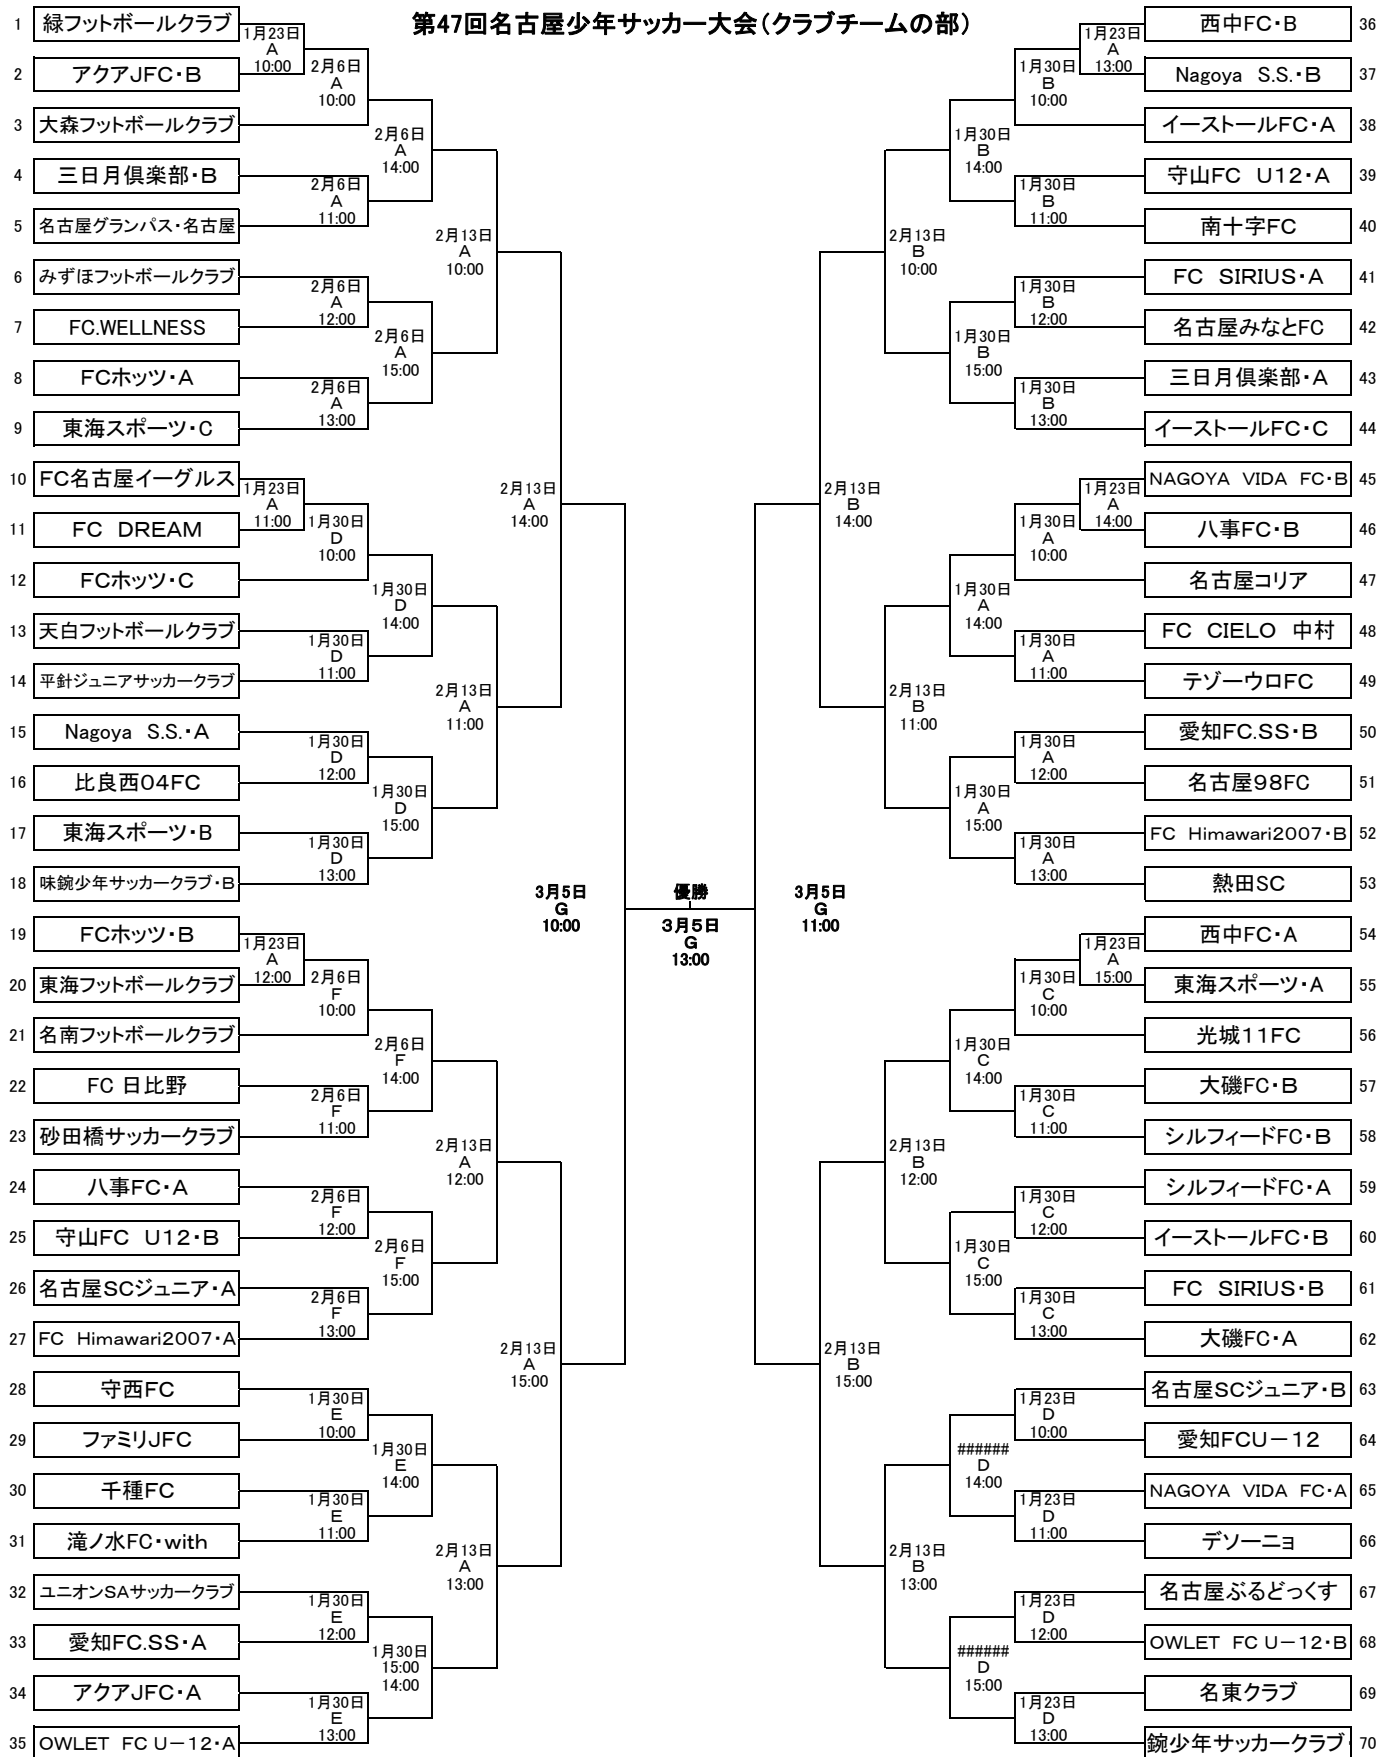 第47回名古屋少年サッカー大会（クラブチームの部）
1 緑フットボールクラブ
2 アクアJFC・B
3 大森フットボールクラブ
4 三日月倶楽部・B
5 名古屋グランパス・名古屋
6 みずほフットボールクラブ
7 FC.WELLNESS
8 FCホッツ・A
9 東海スポーツ・C
10 FC名古屋イーグルス
11 FC DREAM
12 FCホッツ・C
13 天白フットボールクラブ
14 平針ジュニアサッカークラブ
15 Nagoya S.S.・A
16 比良西04FC
17 東海スポーツ・B
18 味鋺少年サッカークラブ・B
19 FCホッツ・B
20 東海フットボールクラブ
21 名南フットボールクラブ
22 FC 日比野
23 砂田橋サッカークラブ
24 八事FC・A
25 守山FC U12・B
26 名古屋SCジュニア・A
27 FC Himawari2007・A
28 守西FC
29 ファミリJFC
30 千種FC
31 滝ノ水FC・with
32 ユニオンSAサッカークラブ
33 愛知FC.SS・A
34 アクアJFC・A
35 OWLET FC U－12・A
1月23日
A
10:00
1月23日
A
11:00
1月23日
A
12:00
2月6日
A
10:00
2月6日
A
11:00
2月6日
A
12:00
2月6日
A
13:00
1月30日
D
10:00
1月30日
D
11:00
1月30日
D
12:00
1月30日
D
13:00
2月6日
F
10:00
2月6日
F
11:00
2月6日
F
12:00
2月6日
F
13:00
1月30日
E
10:00
1月30日
E
11:00
1月30日
E
12:00
1月30日
E
13:00
2月6日
A
14:00
2月6日
A
15:00
1月30日
D
14:00
1月30日
D
15:00
2月6日
F
14:00
2月6日
F
15:00
1月30日
E
14:00
1月30日
15:00
14:00
2月13日
A
10:00
2月13日
A
11:00
2月13日
A
12:00
2月13日
A
13:00
2月13日
A
14:00
2月13日
A
15:00
3月5日
G
10:00
優勝
3月5日
G
13:00
3月5日
G
11:00
2月13日
B
14:00
2月13日
B
15:00
2月13日
B
10:00
2月13日
B
11:00
2月13日
B
12:00
2月13日
B
13:00
1月30日
B
14:00
1月30日
B
15:00
1月30日
A
14:00
1月30日
A
15:00
1月30日
C
14:00
1月30日
C
15:00
######
D
14:00
######
D
15:00
1月30日
B
10:00
1月30日
B
11:00
1月30日
B
12:00
1月30日
B
13:00
1月30日
A
10:00
1月30日
A
11:00
1月30日
A
12:00
1月30日
A
13:00
1月30日
C
10:00
1月30日
C
11:00
1月30日
C
12:00
1月30日
C
13:00
1月23日
D
10:00
1月23日
D
11:00
1月23日
D
12:00
1月23日
D
13:00
1月23日
A
13:00
1月23日
A
14:00
1月23日
A
15:00
西中FC・B 36
Nagoya S.S.・B 37
イーストールFC・A 38
守山FC U12・A 39
南十字FC 40
FC SIRIUS・A 41
名古屋みなとFC 42
三日月倶楽部・A 43
イーストールFC・C 44
NAGOYA VIDA FC・B 45
八事FC・B 46
名古屋コリア 47
FC CIELO 中村 48
テゾーウロFC 49
愛知FC.SS・B 50
名古屋98FC 51
FC Himawari2007・B 52
熱田SC 53
西中FC・A 54
東海スポーツ・A 55
光城11FC 56
大磯FC・B 57
シルフィードFC・B 58
シルフィードFC・A 59
イーストールFC・B 60
FC SIRIUS・B 61
大磯FC・A 62
名古屋SCジュニア・B 63
愛知FCU－12 64
NAGOYA VIDA FC・A 65
デソーニョ 66
名古屋ぶるどっくす 67
OWLET FC U－12・B 68
名東クラブ 69
鋺少年サッカークラブ 70